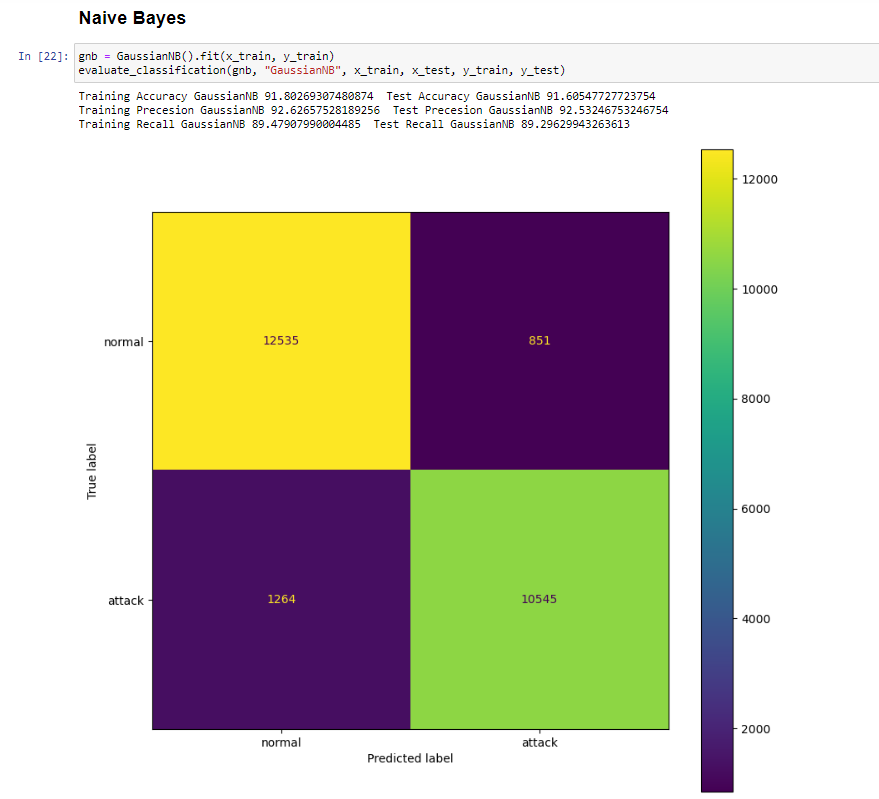 Naive Bayes
In [22]: gnb = GaussianNB().fit(x_train, y_train)
evaluate_classification(gnb, "GaussianNB", x_train, x_test, y_train, y_test)
Training Accuracy GaussianNB 91.80269307480874 Test Accuracy GaussianNB 91.60547727723754
Training Precesion GaussianNB 92.62657528189256 Test Precesion GaussianNB 92.53246753246754
Training Recall GaussianNB 89.47907990004485 Test Recall GaussianNB 89.29629943263613
12000
10000
8000
6000
4000
2000
True label
normal
12535
851
attack
1264
10545
normal
attack
Predicted label